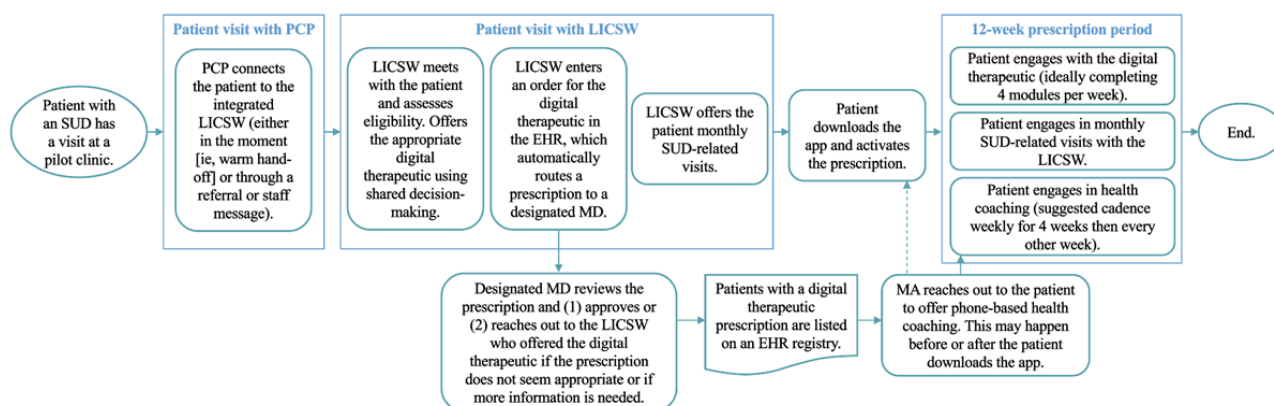 Patient with
an SUD has
a visit at a
pilot clinic.
Patient visit with PCP
PCP connects
the patient to the
integrated
LICSW (either
in the moment
[ie, warm hand-
off] or through a
referral or staff
message).
Patient visit with LICSW
LICSW meets
with the patient
and assesses
eligibility. Offers
the appropriate
digital
therapeutic using
shared decision-
making.
LICSW enters
an order for the
digital
therapeutic in
the EHR, which
automatically
routes a
prescription to a
designated MD.
LICSW offers the
patient monthly
SUD-related
visits.
Patient
downloads the
app and activates
the prescription.
12-week prescription period
Patient engages with the digital
therapeutic (ideally completing
4 modules per week).
Patient engages in monthly
SUD-related visits with the
LICSW.
Patient engages in health
coaching (suggested cadence
weekly for 4 weeks then every
other week).
End.
Designated MD reviews the
prescription and (1) approves or
(2) reaches out to the LICSW
who offered the digital
therapeutic if the prescription
does not seem appropriate or if
more information is needed.
Patients with a digital
therapeutic
prescription are listed
on an EHR registry.
MA reaches out to the patient
to offer phone-based health
coaching. This may happen
before or after the patient
downloads the app.